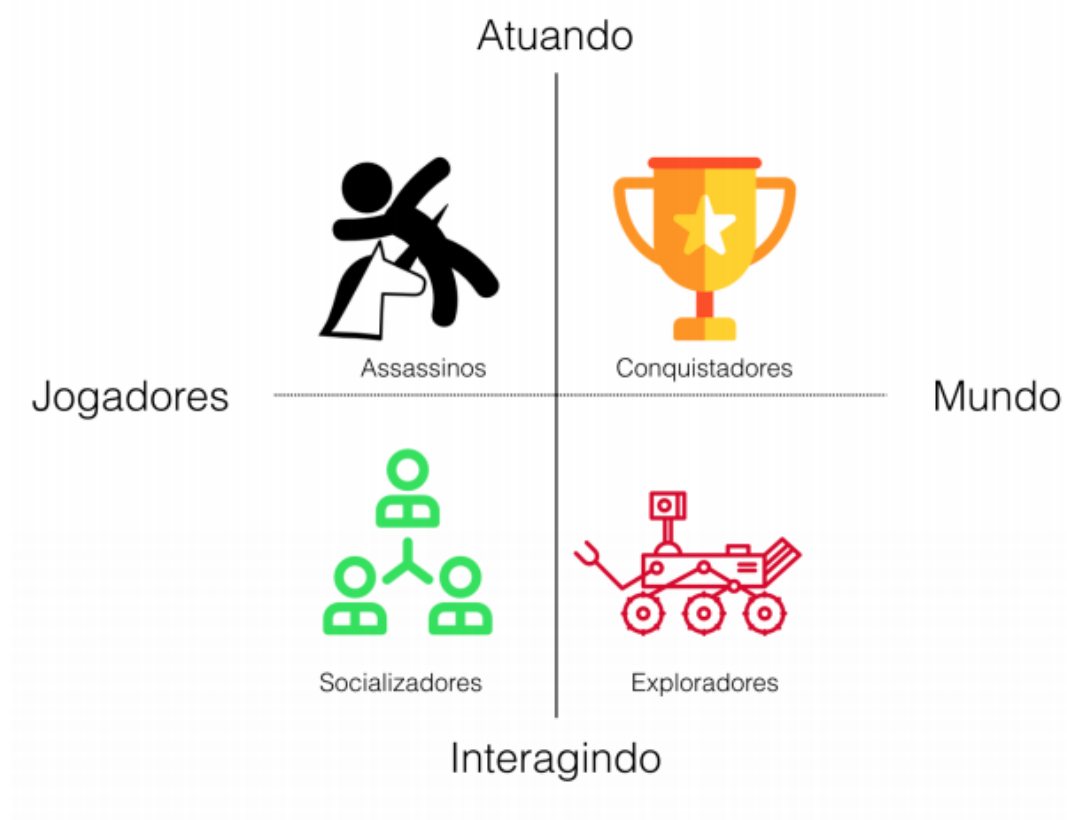 Atuando
Assassinos
Conquistadores
Jogadores
Mundo
Socializadores
Exploradores
Interagindo